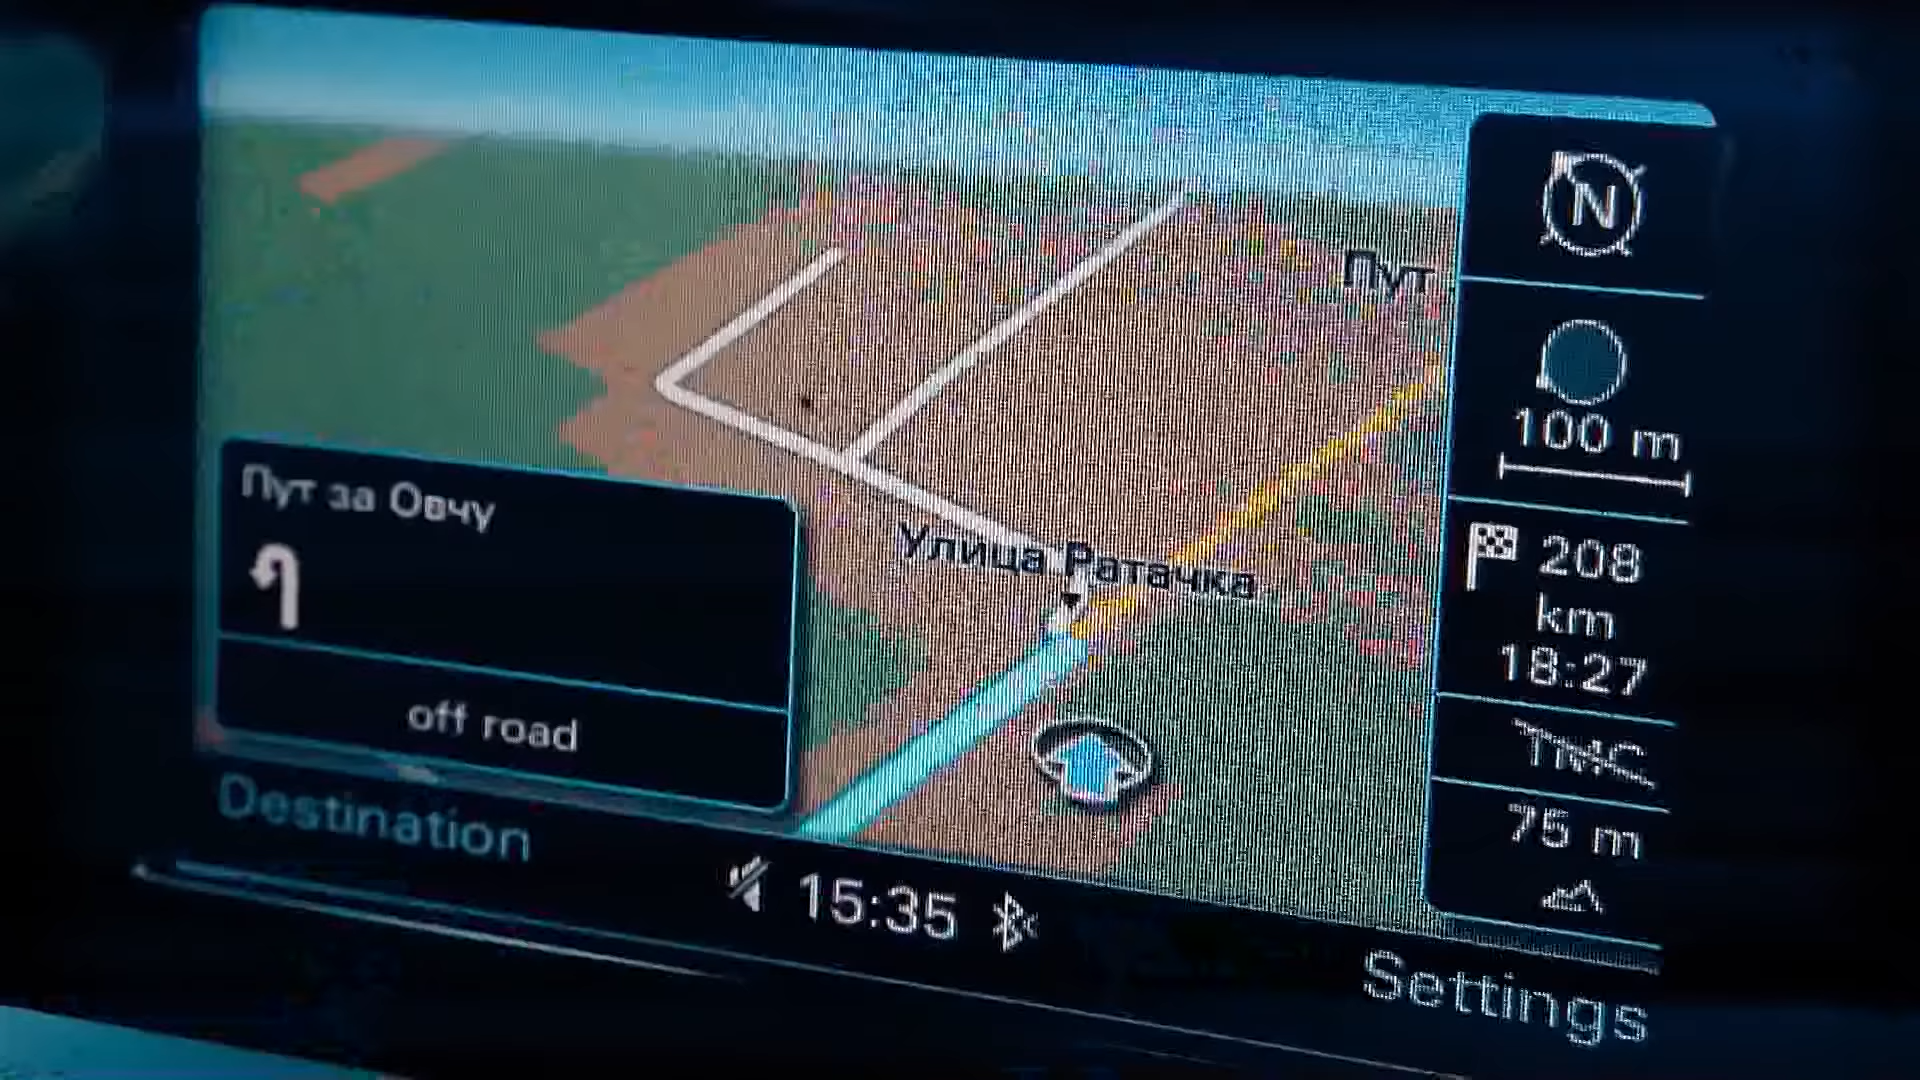 N
Пут
100 m
Пут за Овчу
Улица Ратачка
208
km
18:27
off road
TMC
75 m
Destination
15:35
Settings